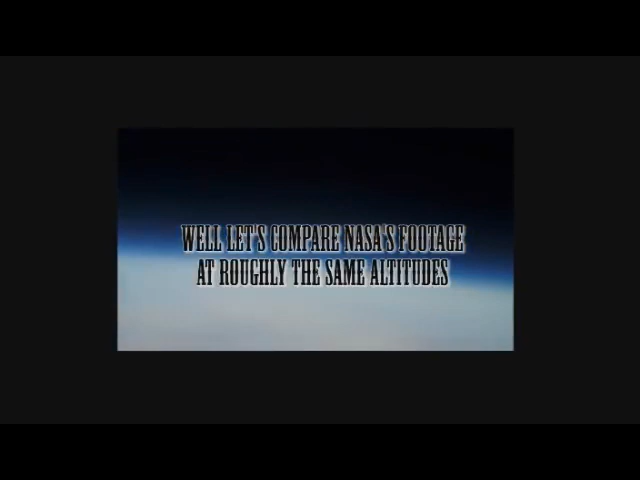 WELL LET'S COMPARE NASA'S FOOTAGE
AT ROUGHLY THE SAME ALTITUDES